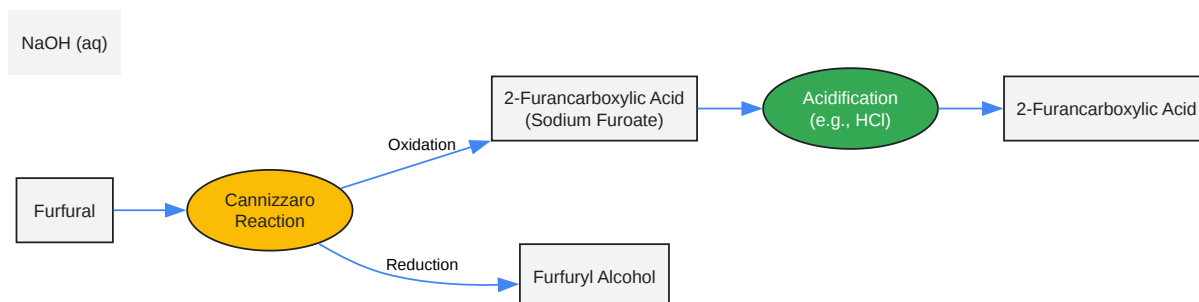 NaOH (aq)
Furfural
Cannizzaro
Reaction
Oxidation
Reduction
2-Furancarboxylic Acid
(Sodium Furoate)
Furfuryl Alcohol
Acidification
(e.g., HCl)
2-Furancarboxylic Acid